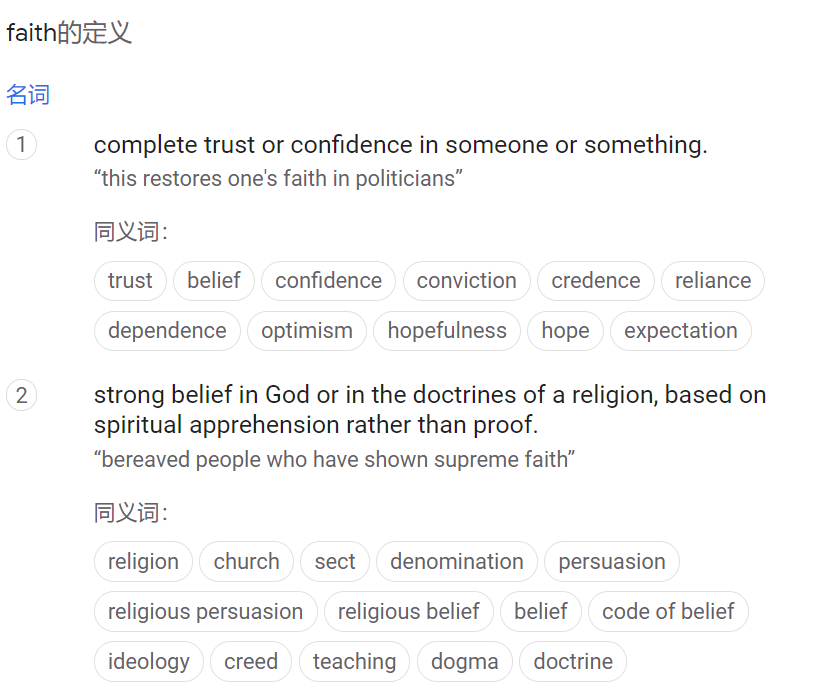 faith的定义
名词
1 complete trust or confidence in someone or something.
“this restores one's faith in politicians”
同义词：
trust belief confidence conviction credence reliance
dependence optimism hopefulness hope expectation
2 strong belief in God or in the doctrines of a religion, based on
spiritual apprehension rather than proof.
“bereaved people who have shown supreme faith”
同义词：
religion church sect denomination persuasion
religious persuasion religious belief belief code of belief
ideology creed teaching dogma doctrine